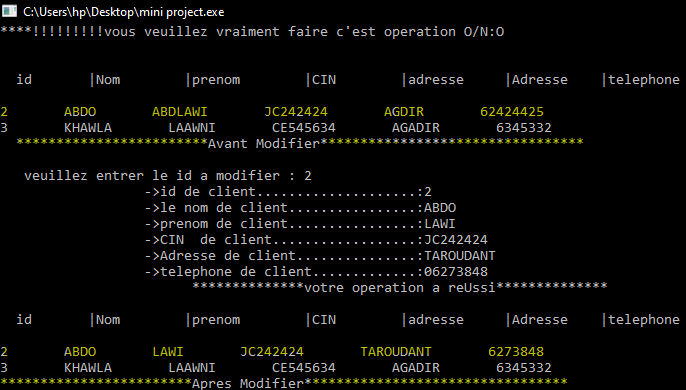 C:\Users\hp\Desktop\mini project.exe
****!!!!!!!!!vous veuillez vraiment faire c'est operation O/N:O
id |Nom |prenom |CIN |adresse |Adresse |telephone
2 ABDO ABDLAWI JC242424 AGDIR 62424425
3 KHAWLA LAAWNI CE545634 AGADIR 6345332
************************Avant Modifier*********************************
veuillez entrer le id a modifier : 2
->id de client....................:2
->le nom de client................:ABDO
->prenom de client................:LAWI
->CIN  de client..................:JC242424
->Adresse de client...............:TAROUDANT
->telephone de client.............:06273848
**************votre operation a reUssi**************
id |Nom |prenom |CIN |adresse |Adresse |telephone
2 ABDO LAWI JC242424 TAROUDANT 6273848
3 KHAWLA LAAWNI CE545634 AGADIR 6345332
************************Apres Modifier*********************************